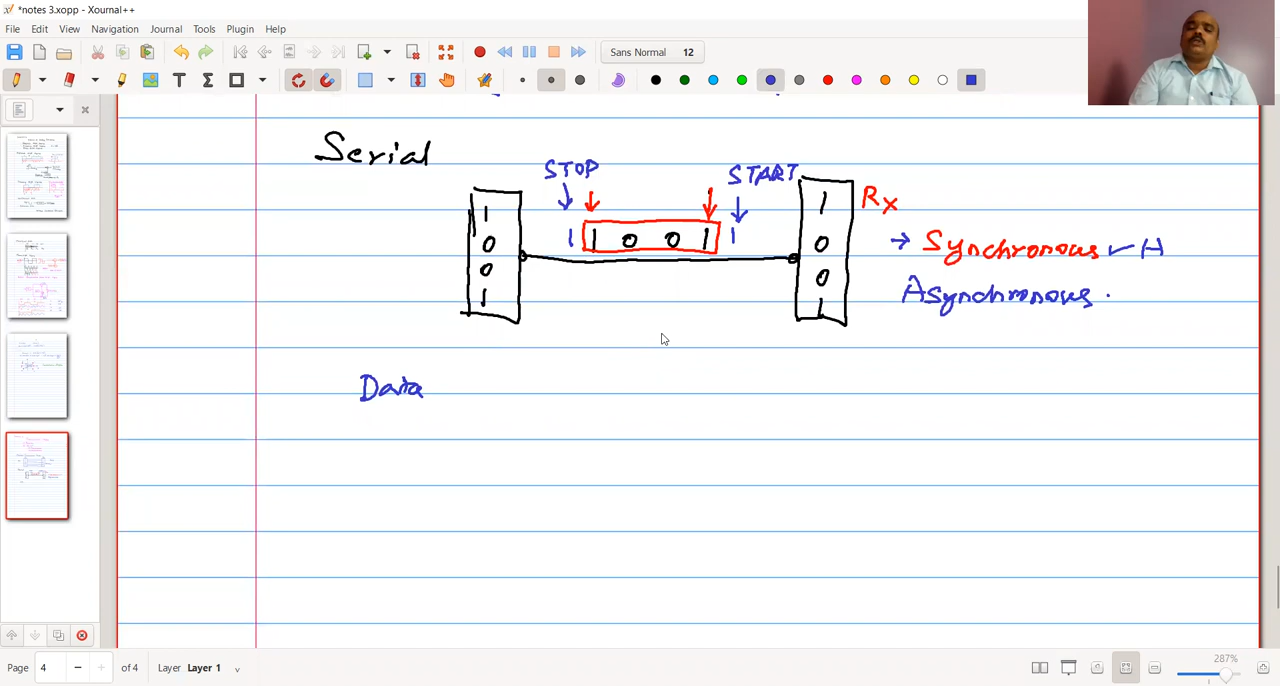 *notes 3.xopp - Xournal++
File Edit View Navigation Journal Tools Plugin Help
Sans Normal 12
Serial
STOP START
1 1 0 0 1 1
1
0
0
1
1
0
0
1
Rx
→ Synchronous ✓ H
Asynchronous .
Data
287%
Page 4 of 4 Layer Layer 1